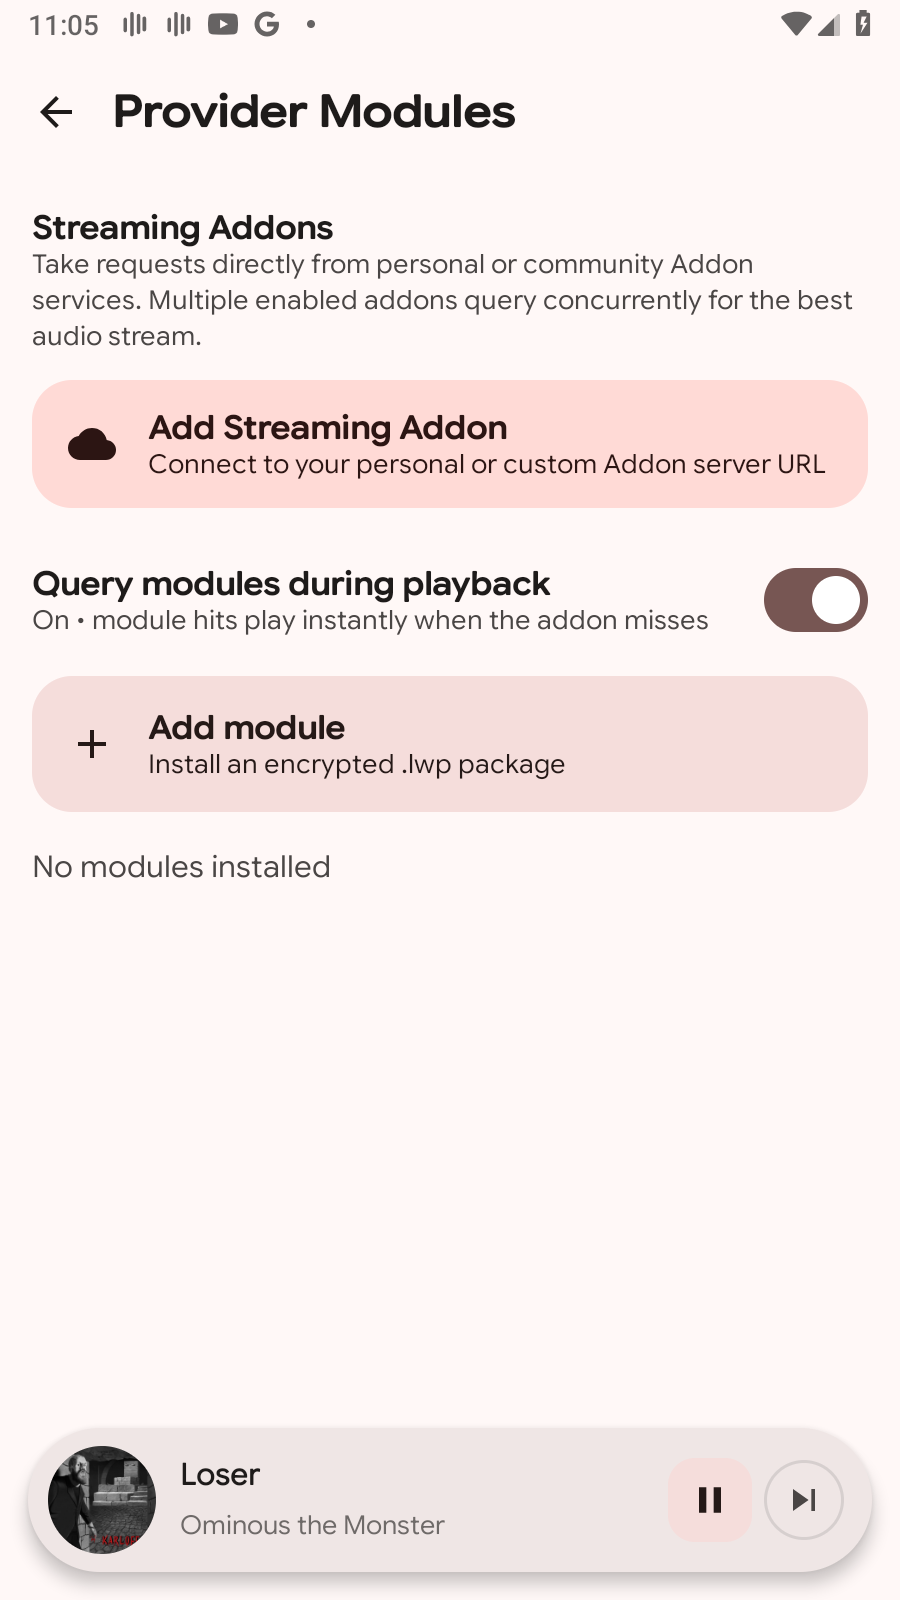 11:05
Provider Modules
Streaming Addons
Take requests directly from personal or community Addon
services. Multiple enabled addons query concurrently for the best
audio stream.
Add Streaming Addon
Connect to your personal or custom Addon server URL
Query modules during playback
On • module hits play instantly when the addon misses
Add module
Install an encrypted .lwp package
No modules installed
Loser
Ominous the Monster